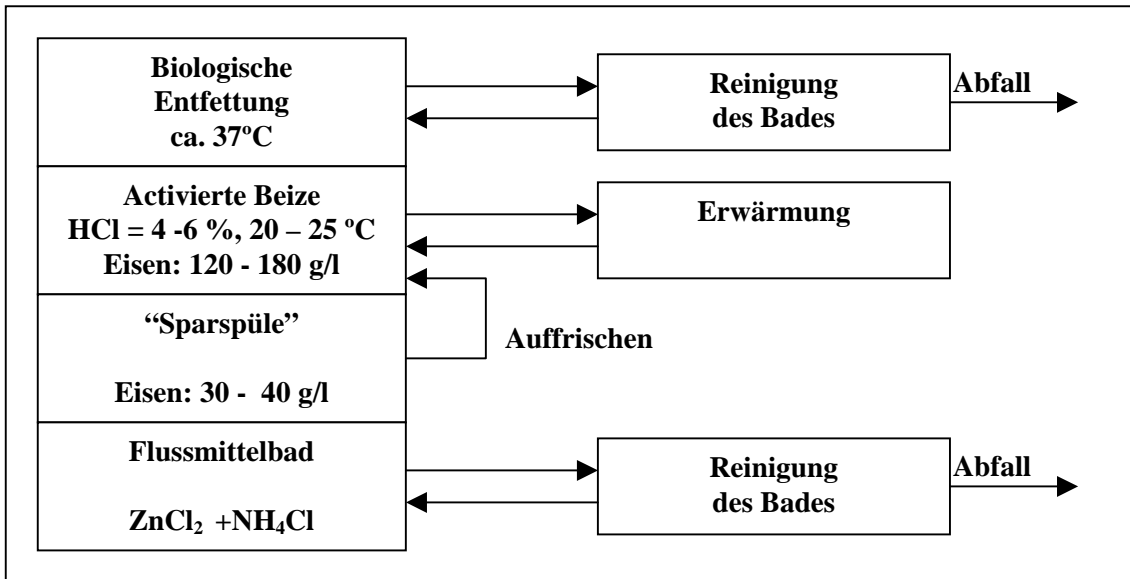 Biologische
Entfettung
ca. 37ºC
Reinigung
des Bades
Abfall
Activierte Beize
HCl = 4 -6 %, 20 – 25 ºC
Eisen: 120 - 180 g/l
Erwärmung
“Sparspüle”
Eisen: 30 - 40 g/l
Auffrischen
Flussmittelbad
ZnCl₂ +NH₄Cl
Reinigung
des Bades
Abfall